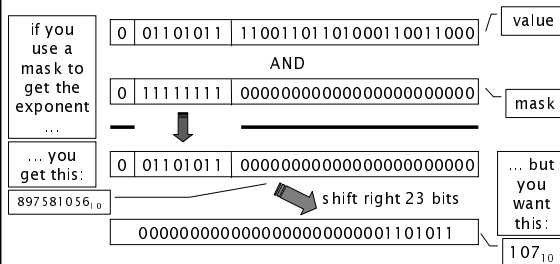 if you
use a
mask to
get the
exponent
...
0 01101011 11001101101000110011000
value
AND
0 11111111 00000000000000000000000
mask
... you
get this:
897581056₁₀
0 01101011 00000000000000000000000
shift right 23 bits
00000000000000000000000001101011
... but
you
want
this:
107₁₀